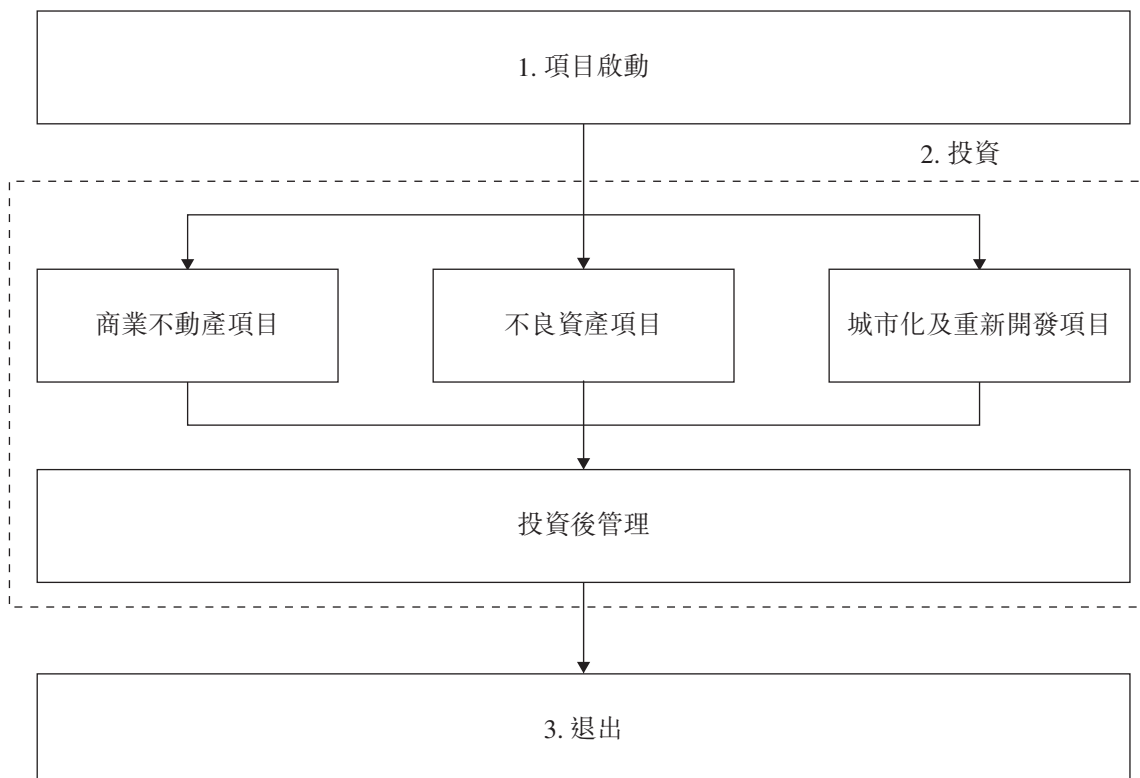 1. 項目啟動
2. 投資
商業不動產項目
不良資產項目
城市化及重新開發項目
投資後管理
3. 退出